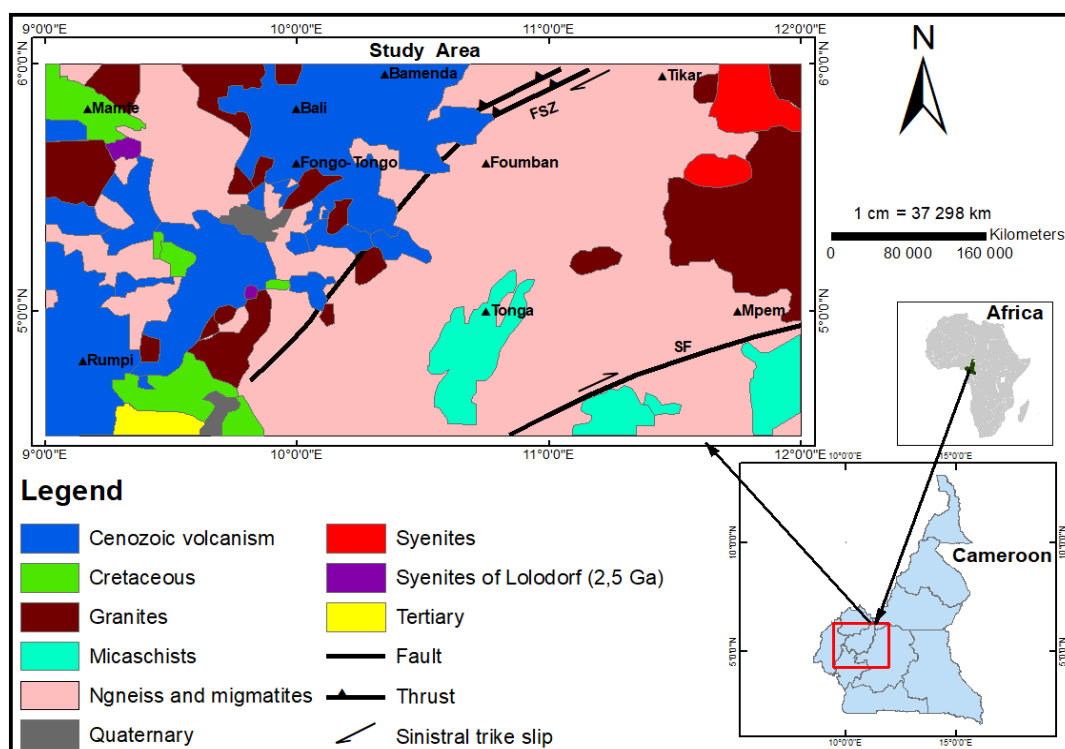 9°0'0"E 10°0'0"E 11°0'0"E 12°0'0"E
Study Area
6°0'0"N 6°0'0"N
Bamenda
Tikar
N
Mamfe
Bali
FSZ
Fongo-Tongo
Foumban
1 cm = 37 298 km
Kilometers
0 80 000 160 000
5°0'0"N 5°0'0"N
Tonga
Mpem
Africa
SF
Rumpi
9°0'0"E 10°0'0"E 11°0'0"E 12°0'0"E
10°0'0"E 15°0'0"E
Legend
Cenozoic volcanism
Cretaceous
Granites
Micaschists
Ngneiss and migmatites
Quaternary
Syenites
Syenites of Lolodorf (2,5 Ga)
Tertiary
Fault
Thrust
Sinistral trike slip
10°0'0"N 10°0'0"N
Cameroon
5°0'0"N 5°0'0"N
10°0'0"E 15°0'0"E